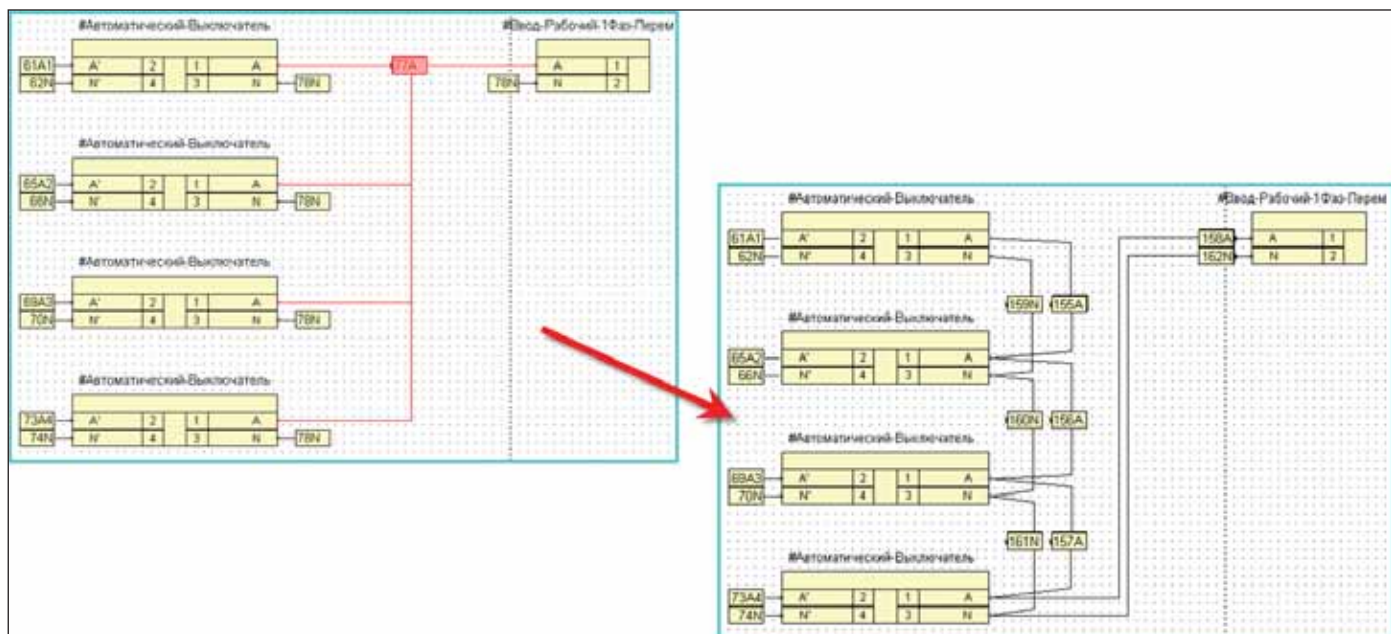 #Автоматический-Выключатель #Ввод-Рабочий-1Фаз-Перем
61A1 A' 2 1 A 77A A 1
62N N' 4 3 N 78N 78N N 2
#Автоматический-Выключатель
65A2 A' 2 1 A
66N N' 4 3 N 78N
#Автоматический-Выключатель
69A3 A' 2 1 A
70N N' 4 3 N 78N
#Автоматический-Выключатель
73A4 A' 2 1 A
74N N' 4 3 N 78N
#Автоматический-Выключатель #Ввод-Рабочий-1Фаз-Перем
61A1 A' 2 1 A 158A A 1
62N N' 4 3 N 162N N 2
159N 155A
#Автоматический-Выключатель
65A2 A' 2 1 A
66N N' 4 3 N
160N 156A
#Автоматический-Выключатель
69A3 A' 2 1 A
70N N' 4 3 N
161N 157A
#Автоматический-Выключатель
73A4 A' 2 1 A
74N N' 4 3 N